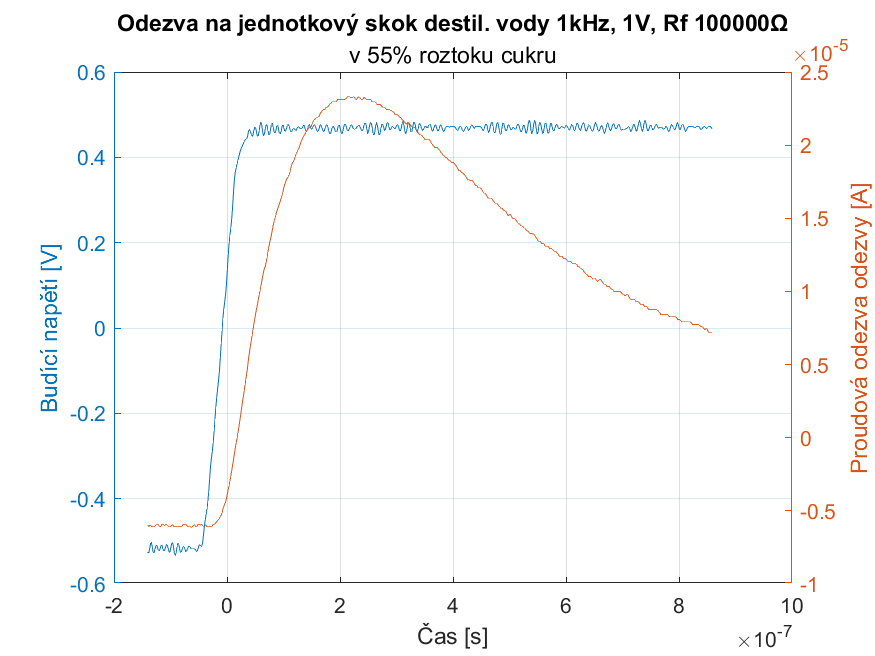 Odezva na jednotkový skok destil. vody 1kHz, 1V, Rf 100000Ω
v 55% roztoku cukru
×10-5
0.6
0.4
0.2
0
-0.2
-0.4
-0.6
Budící napětí [V]
2.5
2
1.5
1
0.5
0
-0.5
-1
Proudová odezva odezvy [A]
-2 0 2 4 6 8 10
Čas [s]
×10-7